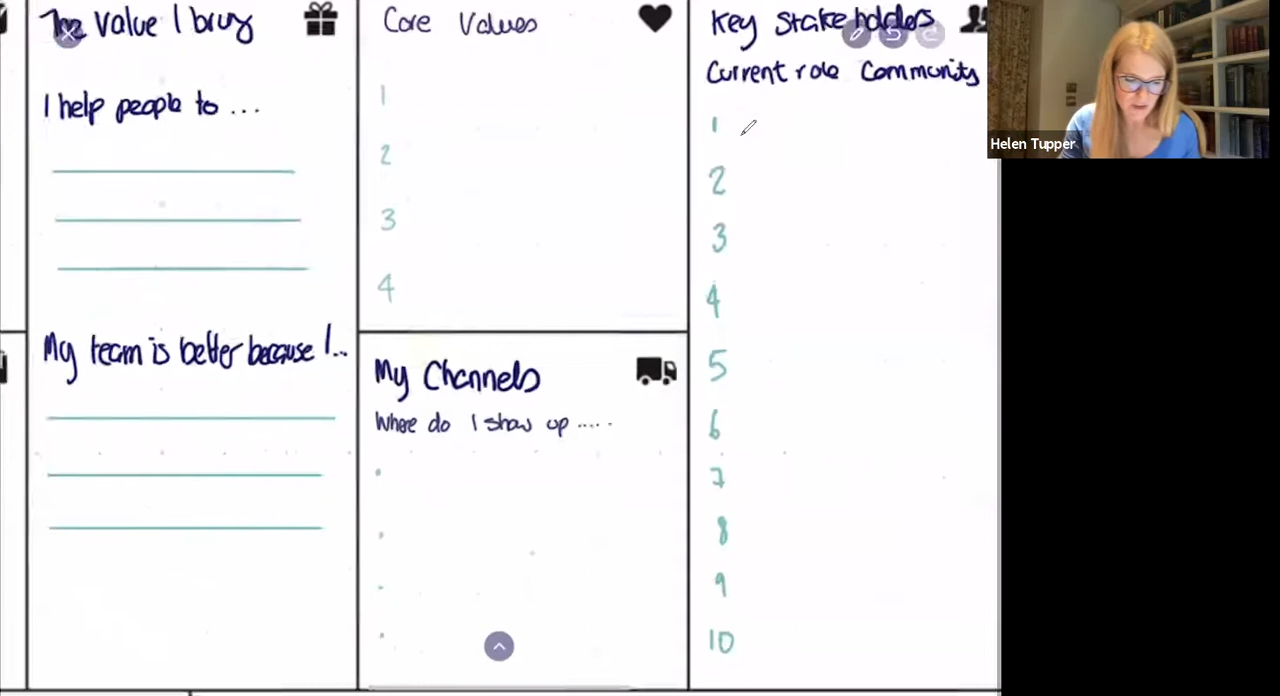 The Value I bring
I help people to ...
My team is better because I...
Core Values
1
2
3
4
My Channels
Where do I show up .....
Key Stakeholders
Current role Community
1
2
3
4
5
6
7
8
9
10
Helen Tupper